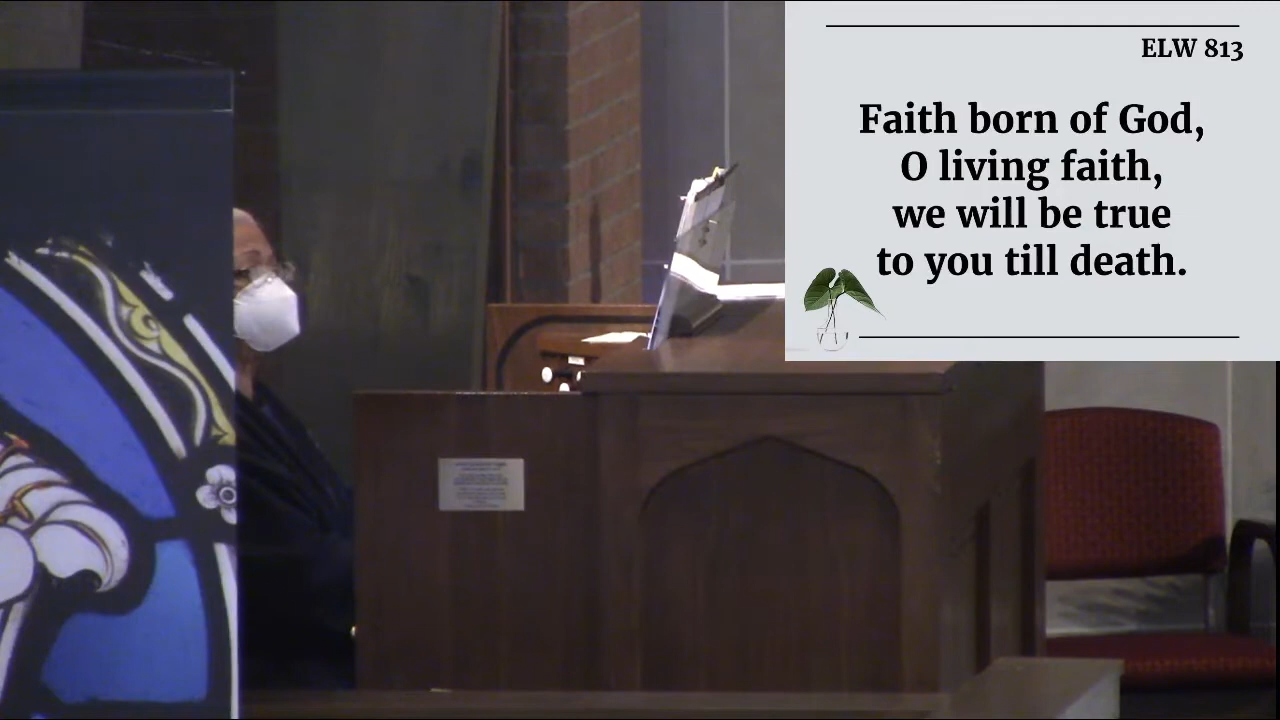 ELW 813
Faith born of God,
O living faith,
we will be true
to you till death.